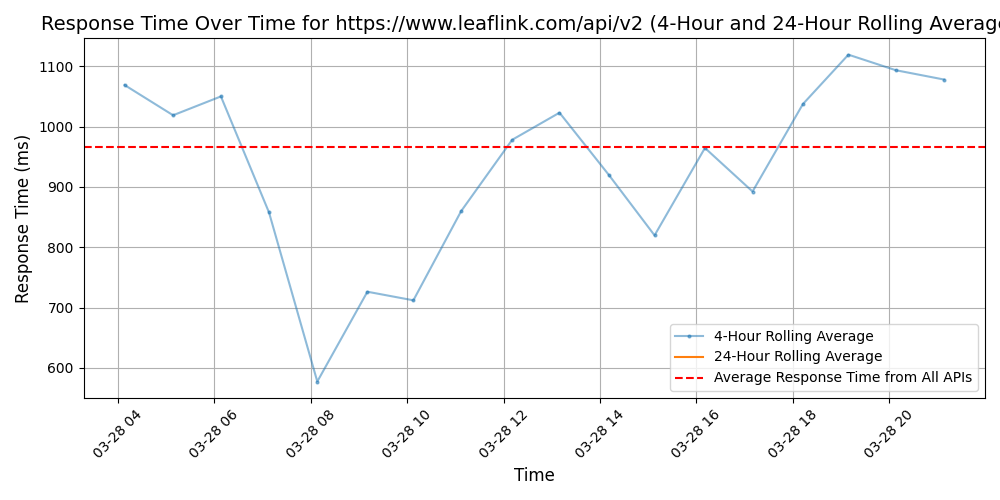 Response Time Over Time for https://www.leaflink.com/api/v2 (4-Hour and 24-Hour Rolling Average
1100
1000
900
800
700
600
Response Time (ms)
4-Hour Rolling Average
24-Hour Rolling Average
Average Response Time from All APIs
03-28 04
03-28 06
03-28 08
03-28 10
03-28 12
03-28 14
03-28 16
03-28 18
03-28 20
Time